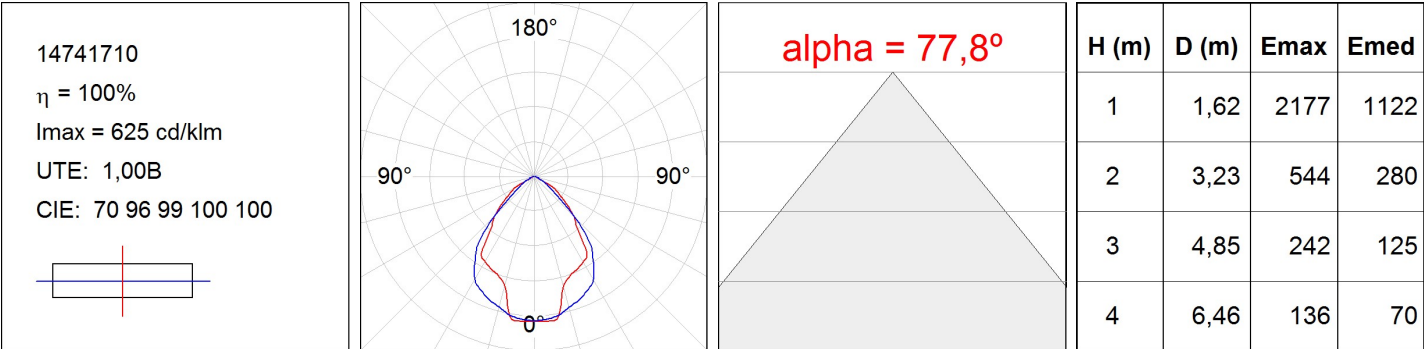 14741710
η = 100%
Imax = 625 cd/klm
UTE: 1,00B
CIE: 70 96 99 100 100
180°
90° 90°
0°
alpha = 77,8º
H (m) D (m) Emax Emed
1 1,62 2177 1122
2 3,23 544 280
3 4,85 242 125
4 6,46 136 70